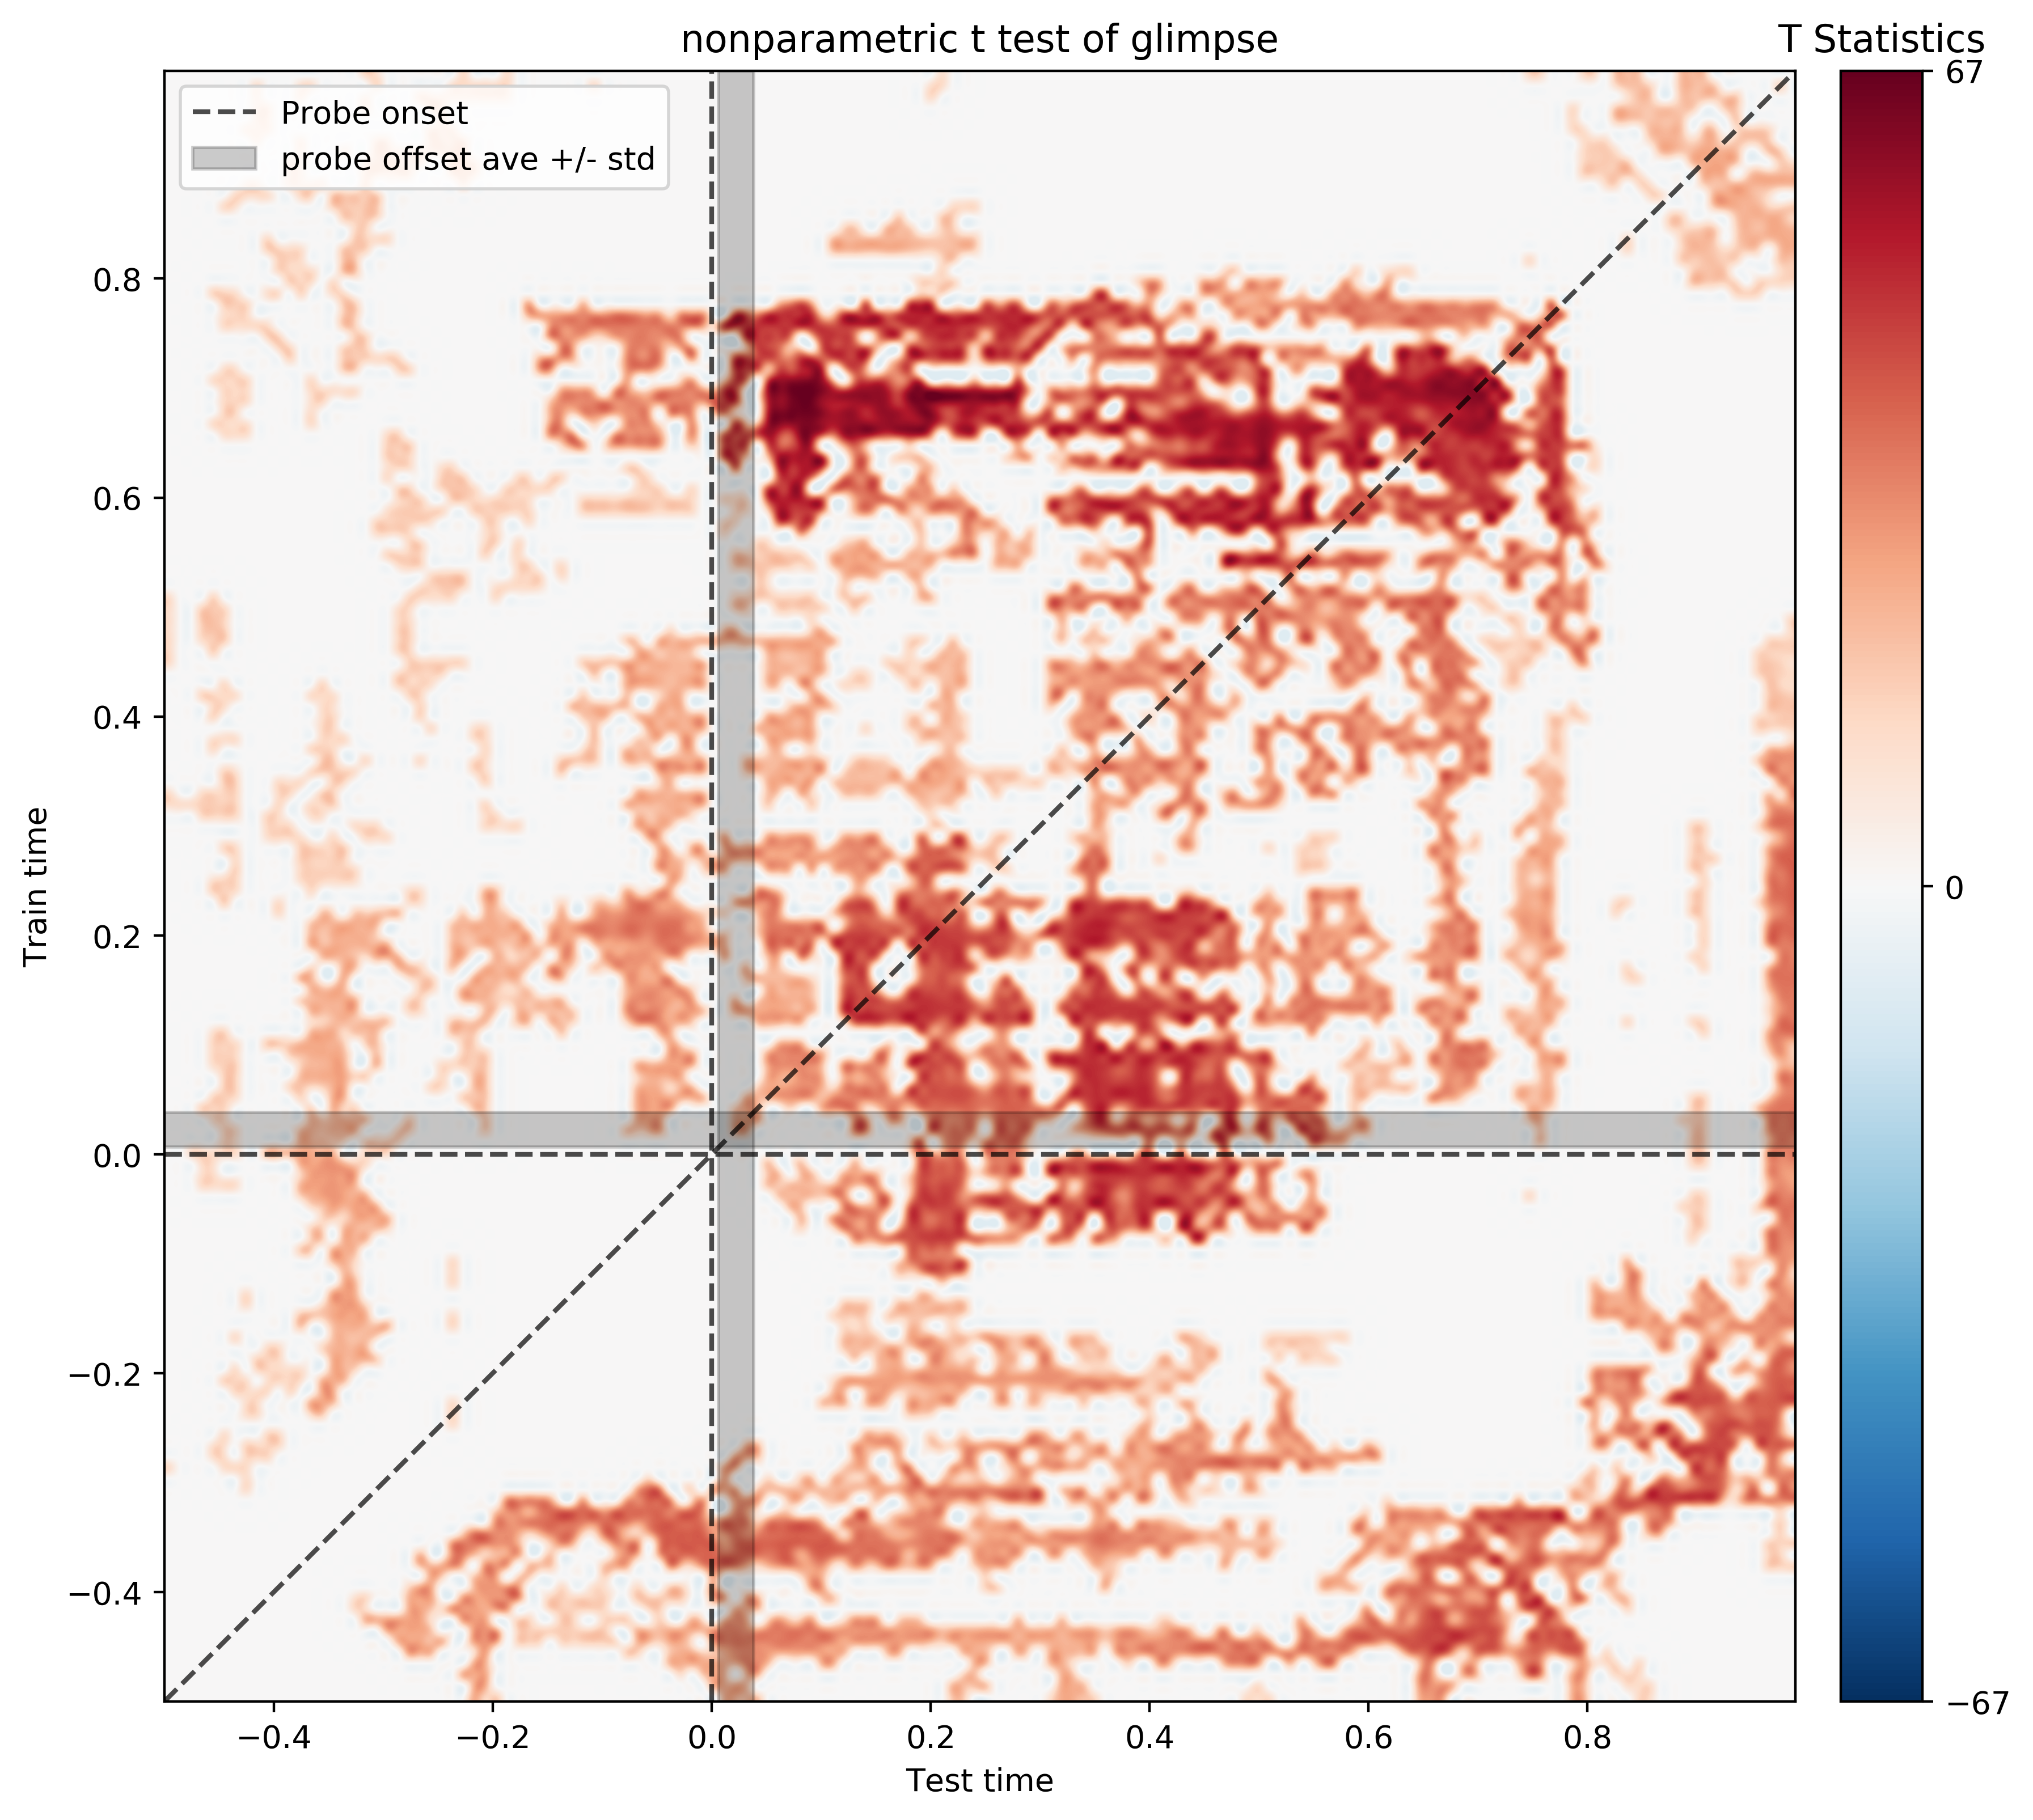 nonparametric t test of glimpse
T Statistics
Probe onset
probe offset ave +/- std
67
0
−67
0.8
0.6
0.4
0.2
0.0
−0.2
−0.4
Train time
−0.4
−0.2
0.0
0.2
0.4
0.6
0.8
Test time